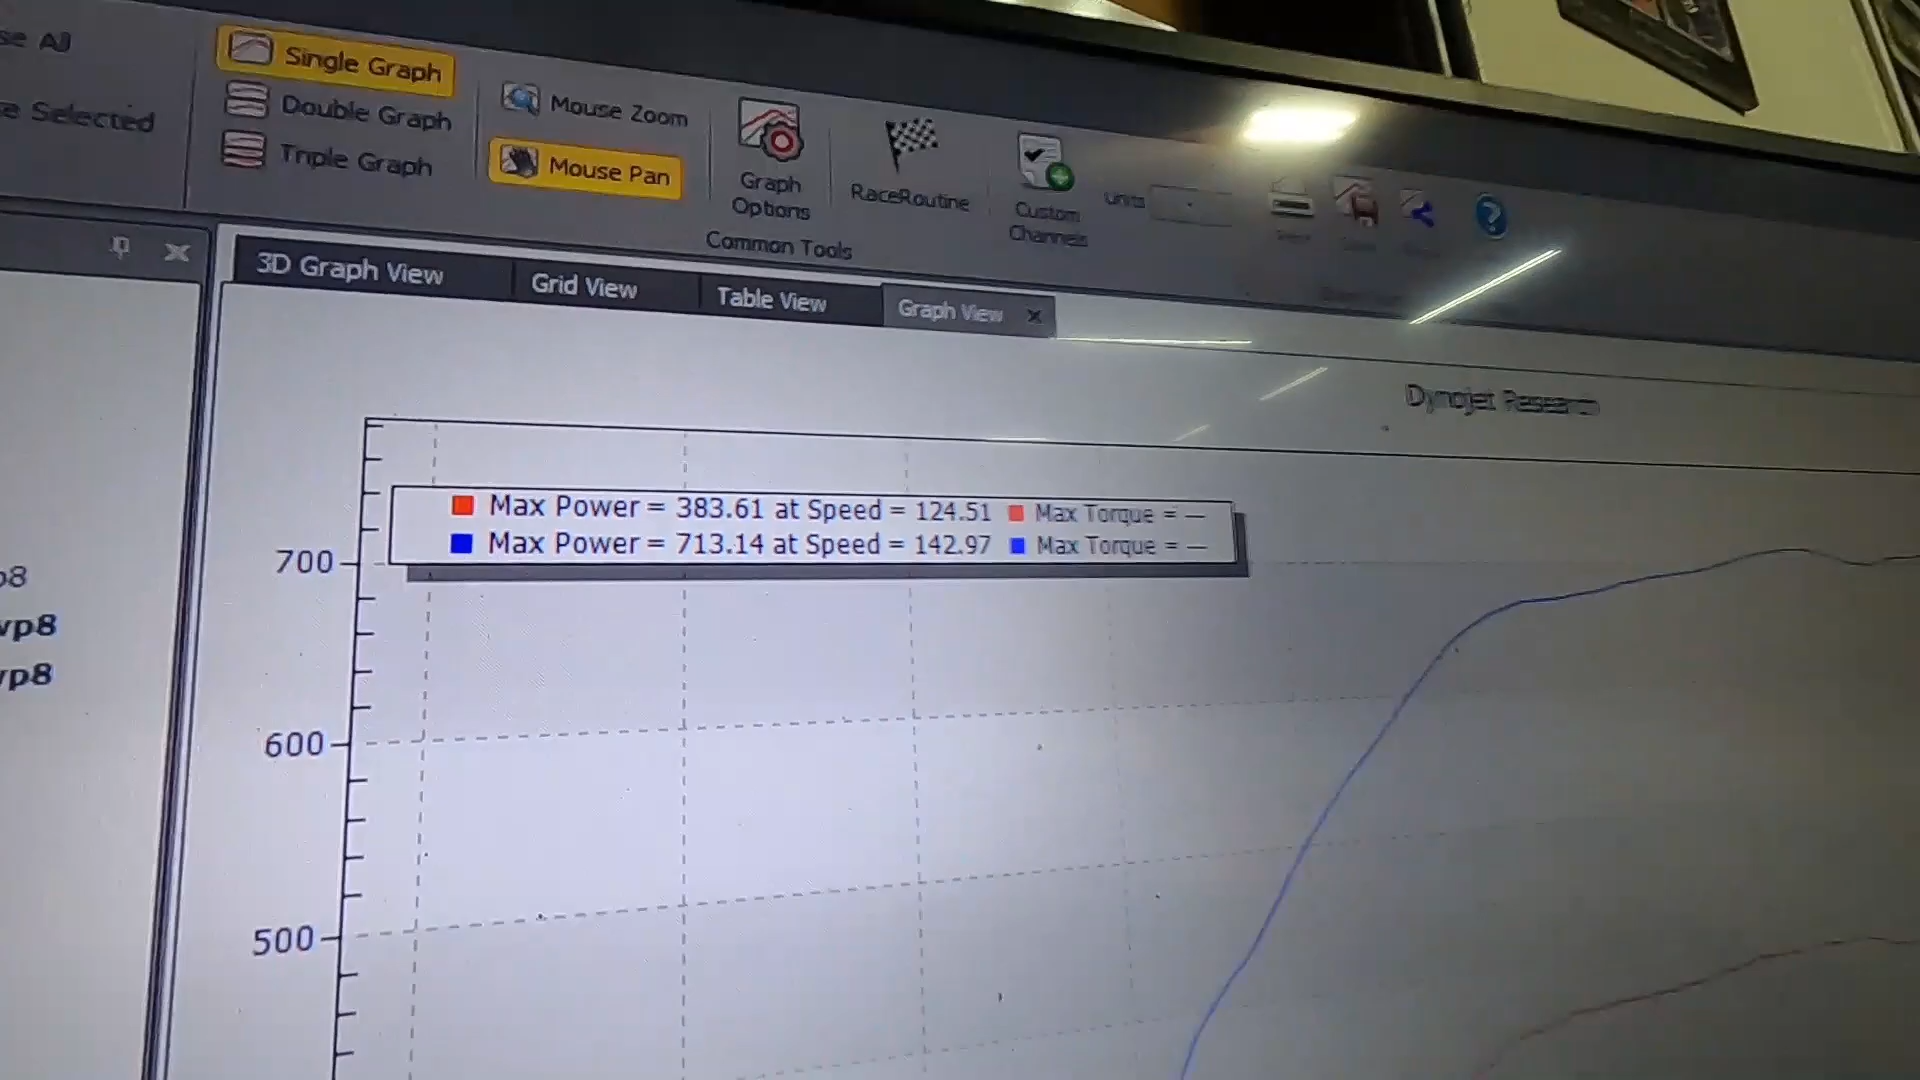 se All
Single Graph
Double Graph
e Selected
Triple Graph
Mouse Zoom
Mouse Pan
Graph
Options
RaceRoutine
Custom
Channels
Units
Common Tools
3D Graph View
Grid View
Table View
Graph View
Dynojet Research
Max Power = 383.61 at Speed = 124.51 Max Torque = —
Max Power = 713.14 at Speed = 142.97 Max Torque = —
700
p8
vp8
600
vp8
500